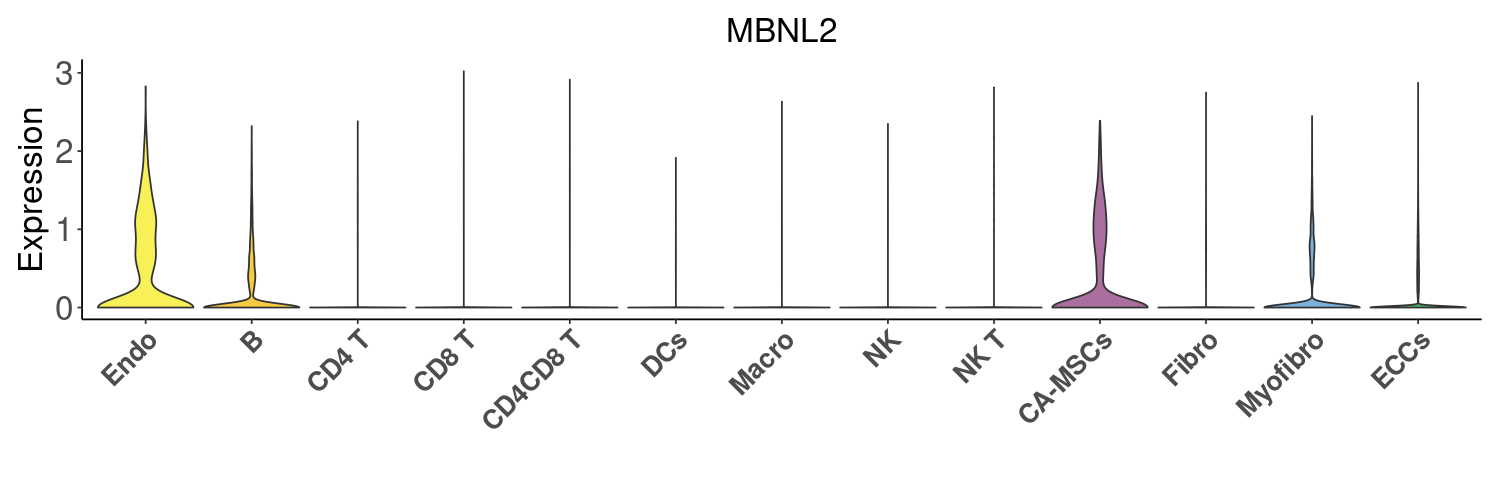 MBNL2
Expression
3
2
1
0
Endo
B
CD4 T
CD8 T
CD4CD8 T
DCs
Macro
NK
NK T
CA-MSCs
Fibro
Myofibro
ECCs